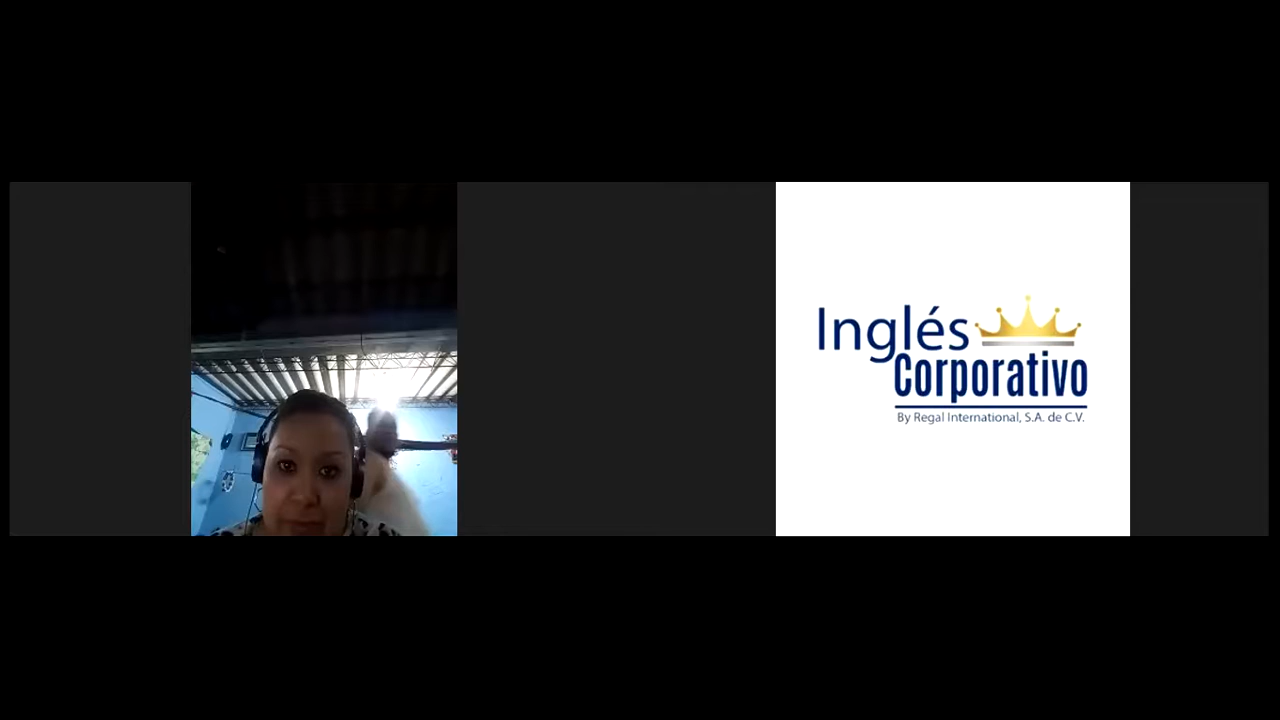 Inglés
Corporativo
By Regal International, S.A. de C.V.